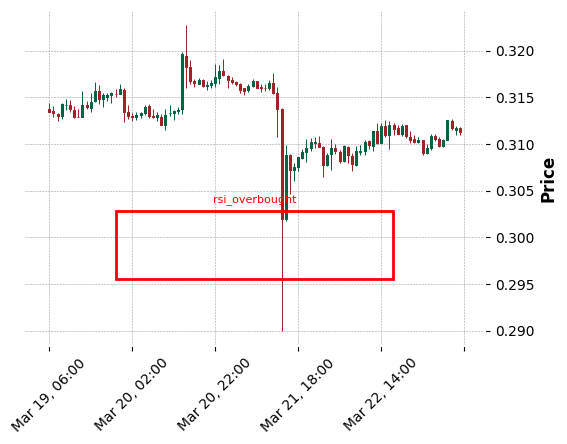 0.320
0.315
0.310
0.305
0.300
0.295
0.290
Price
rsi_overbought
Mar 19, 06:00
Mar 20, 02:00
Mar 20, 22:00
Mar 21, 18:00
Mar 22, 14:00